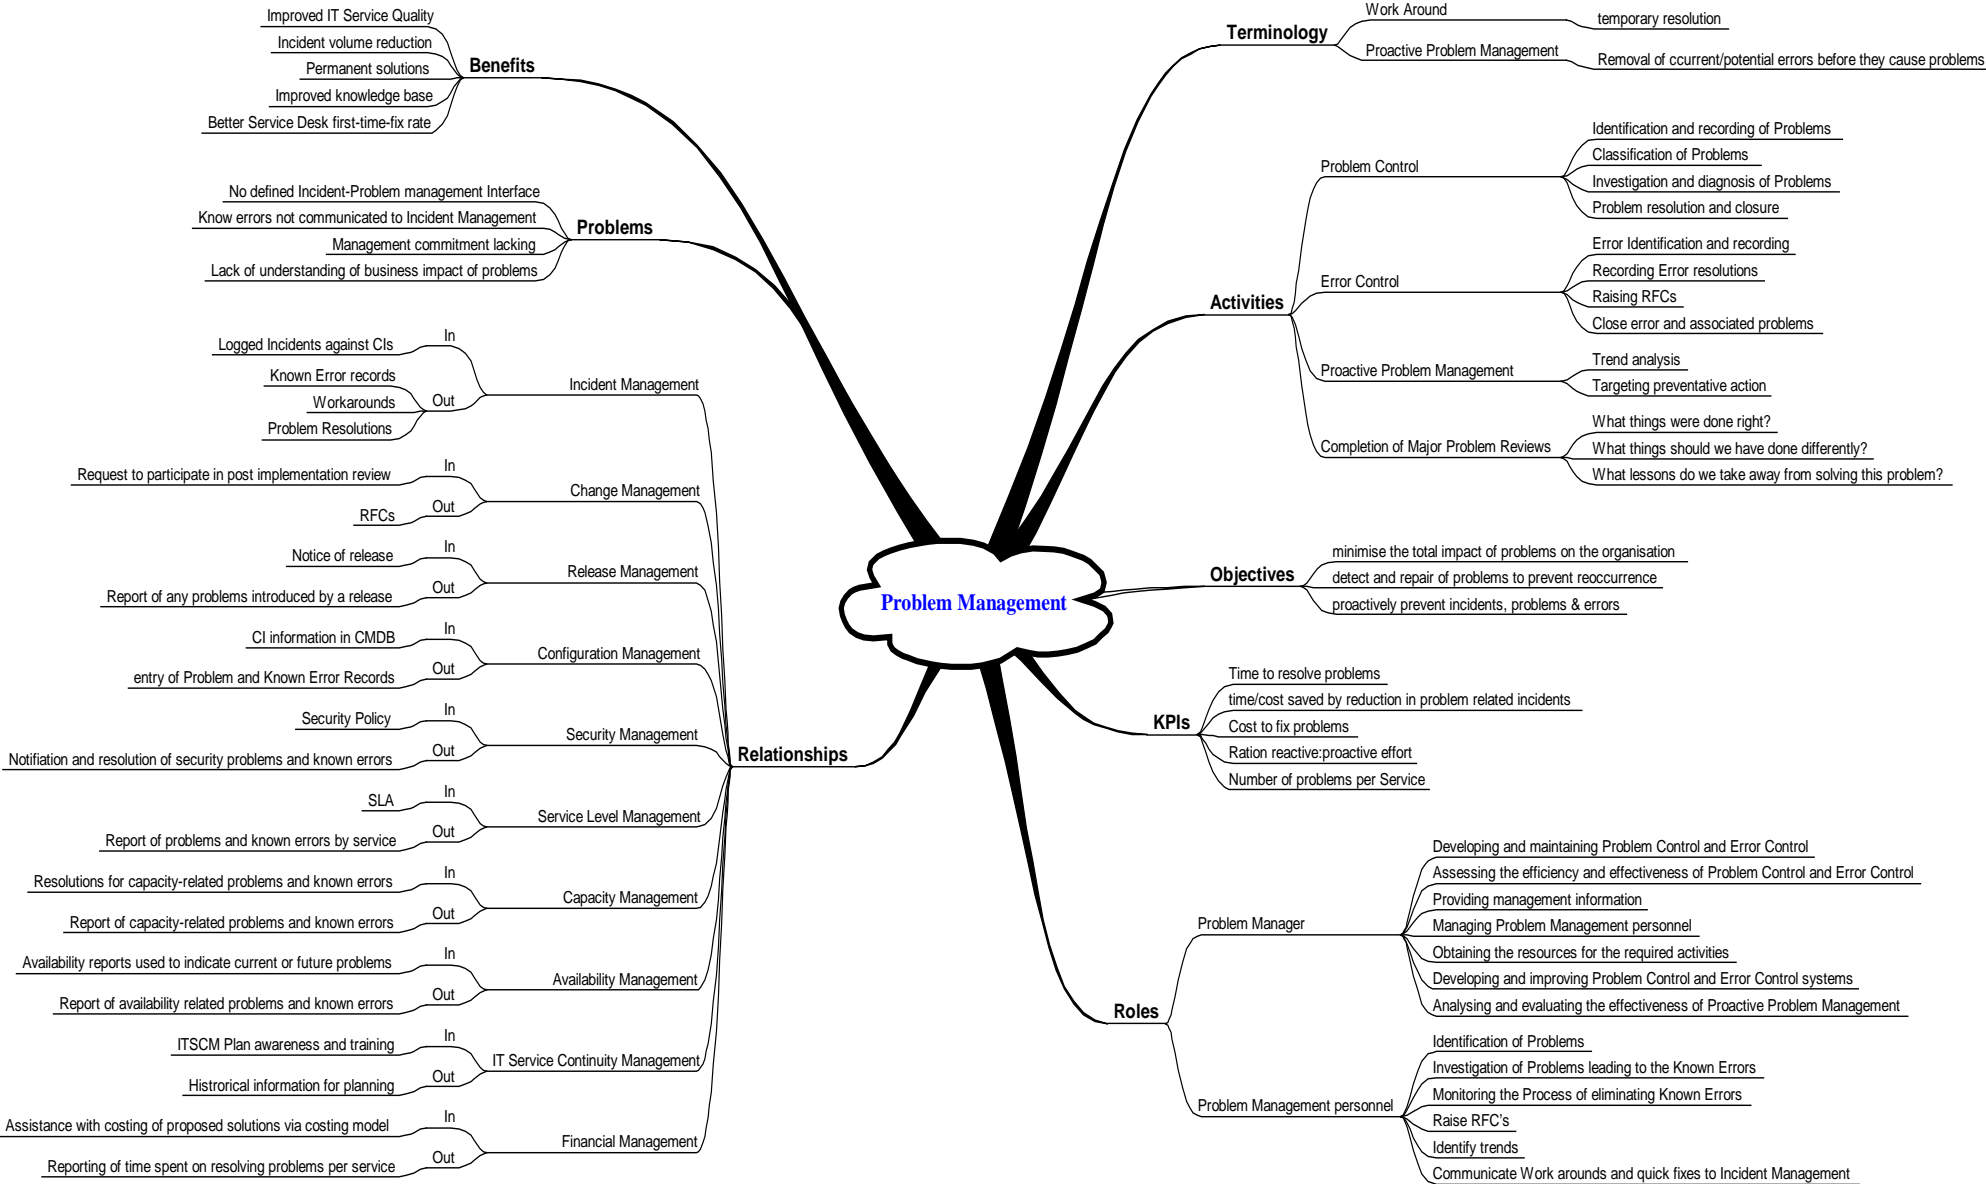 Problem Management
Terminology
Work Around
temporary resolution
Proactive Problem Management
Removal of ccurrent/potential errors before they cause problems
Activities
Problem Control
Identification and recording of Problems
Classification of Problems
Investigation and diagnosis of Problems
Problem resolution and closure
Error Control
Error Identification and recording
Recording Error resolutions
Raising RFCs
Close error and associated problems
Proactive Problem Management
Trend analysis
Targeting preventative action
Completion of Major Problem Reviews
What things were done right?
What things should we have done differently?
What lessons do we take away from solving this problem?
Objectives
minimise the total impact of problems on the organisation
detect and repair of problems to prevent reoccurrence
proactively prevent incidents, problems & errors
KPIs
Time to resolve problems
time/cost saved by reduction in problem related incidents
Cost to fix problems
Ration reactive:proactive effort
Number of problems per Service
Roles
Problem Manager
Developing and maintaining Problem Control and Error Control
Assessing the efficiency and effectiveness of Problem Control and Error Control
Providing management information
Managing Problem Management personnel
Obtaining the resources for the required activities
Developing and improving Problem Control and Error Control systems
Analysing and evaluating the effectiveness of Proactive Problem Management
Problem Management personnel
Identification of Problems
Investigation of Problems leading to the Known Errors
Monitoring the Process of eliminating Known Errors
Raise RFC’s
Identify trends
Communicate Work arounds and quick fixes to Incident Management
Benefits
Improved IT Service Quality
Incident volume reduction
Permanent solutions
Improved knowledge base
Better Service Desk first-time-fix rate
Problems
No defined Incident-Problem management Interface
Know errors not communicated to Incident Management
Management commitment lacking
Lack of understanding of business impact of problems
Relationships
Incident Management
In
Logged Incidents against CIs
Out
Known Error records
Workarounds
Problem Resolutions
Change Management
In
Request to participate in post implementation review
Out
RFCs
Release Management
In
Notice of release
Out
Report of any problems introduced by a release
Configuration Management
In
CI information in CMDB
Out
entry of Problem and Known Error Records
Security Management
In
Security Policy
Out
Notifiation and resolution of security problems and known errors
Service Level Management
In
SLA
Out
Report of problems and known errors by service
Capacity Management
In
Resolutions for capacity-related problems and known errors
Out
Report of capacity-related problems and known errors
Availability Management
In
Availability reports used to indicate current or future problems
Out
Report of availability related problems and known errors
IT Service Continuity Management
In
ITSCM Plan awareness and training
Out
Histrorical information for planning
Financial Management
In
Assistance with costing of proposed solutions via costing model
Out
Reporting of time spent on resolving problems per service